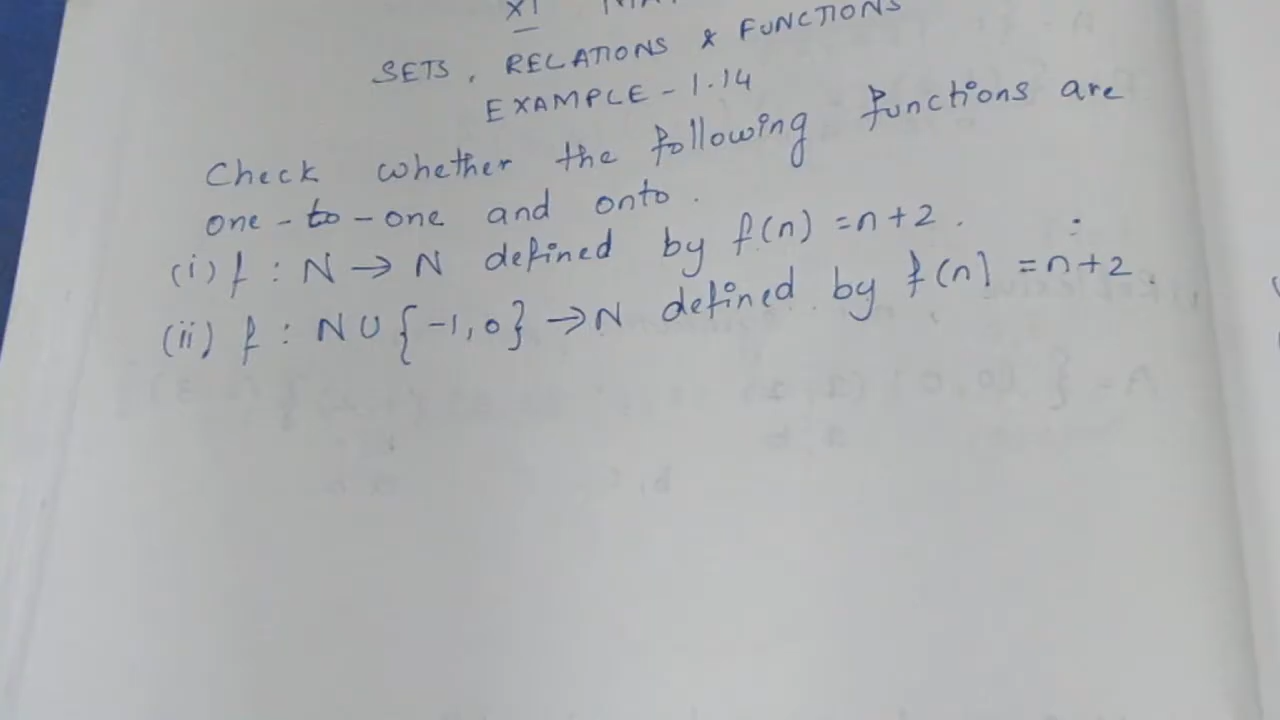 XI
SETS, RELATIONS & FUNCTIONS
EXAMPLE - 1.14
Check whether the following functions are
one-to-one and onto.
(i) f : N → N defined by f(n) = n+2.
(ii) f : N U {-1, 0} → N defined by f(n) = n+2.